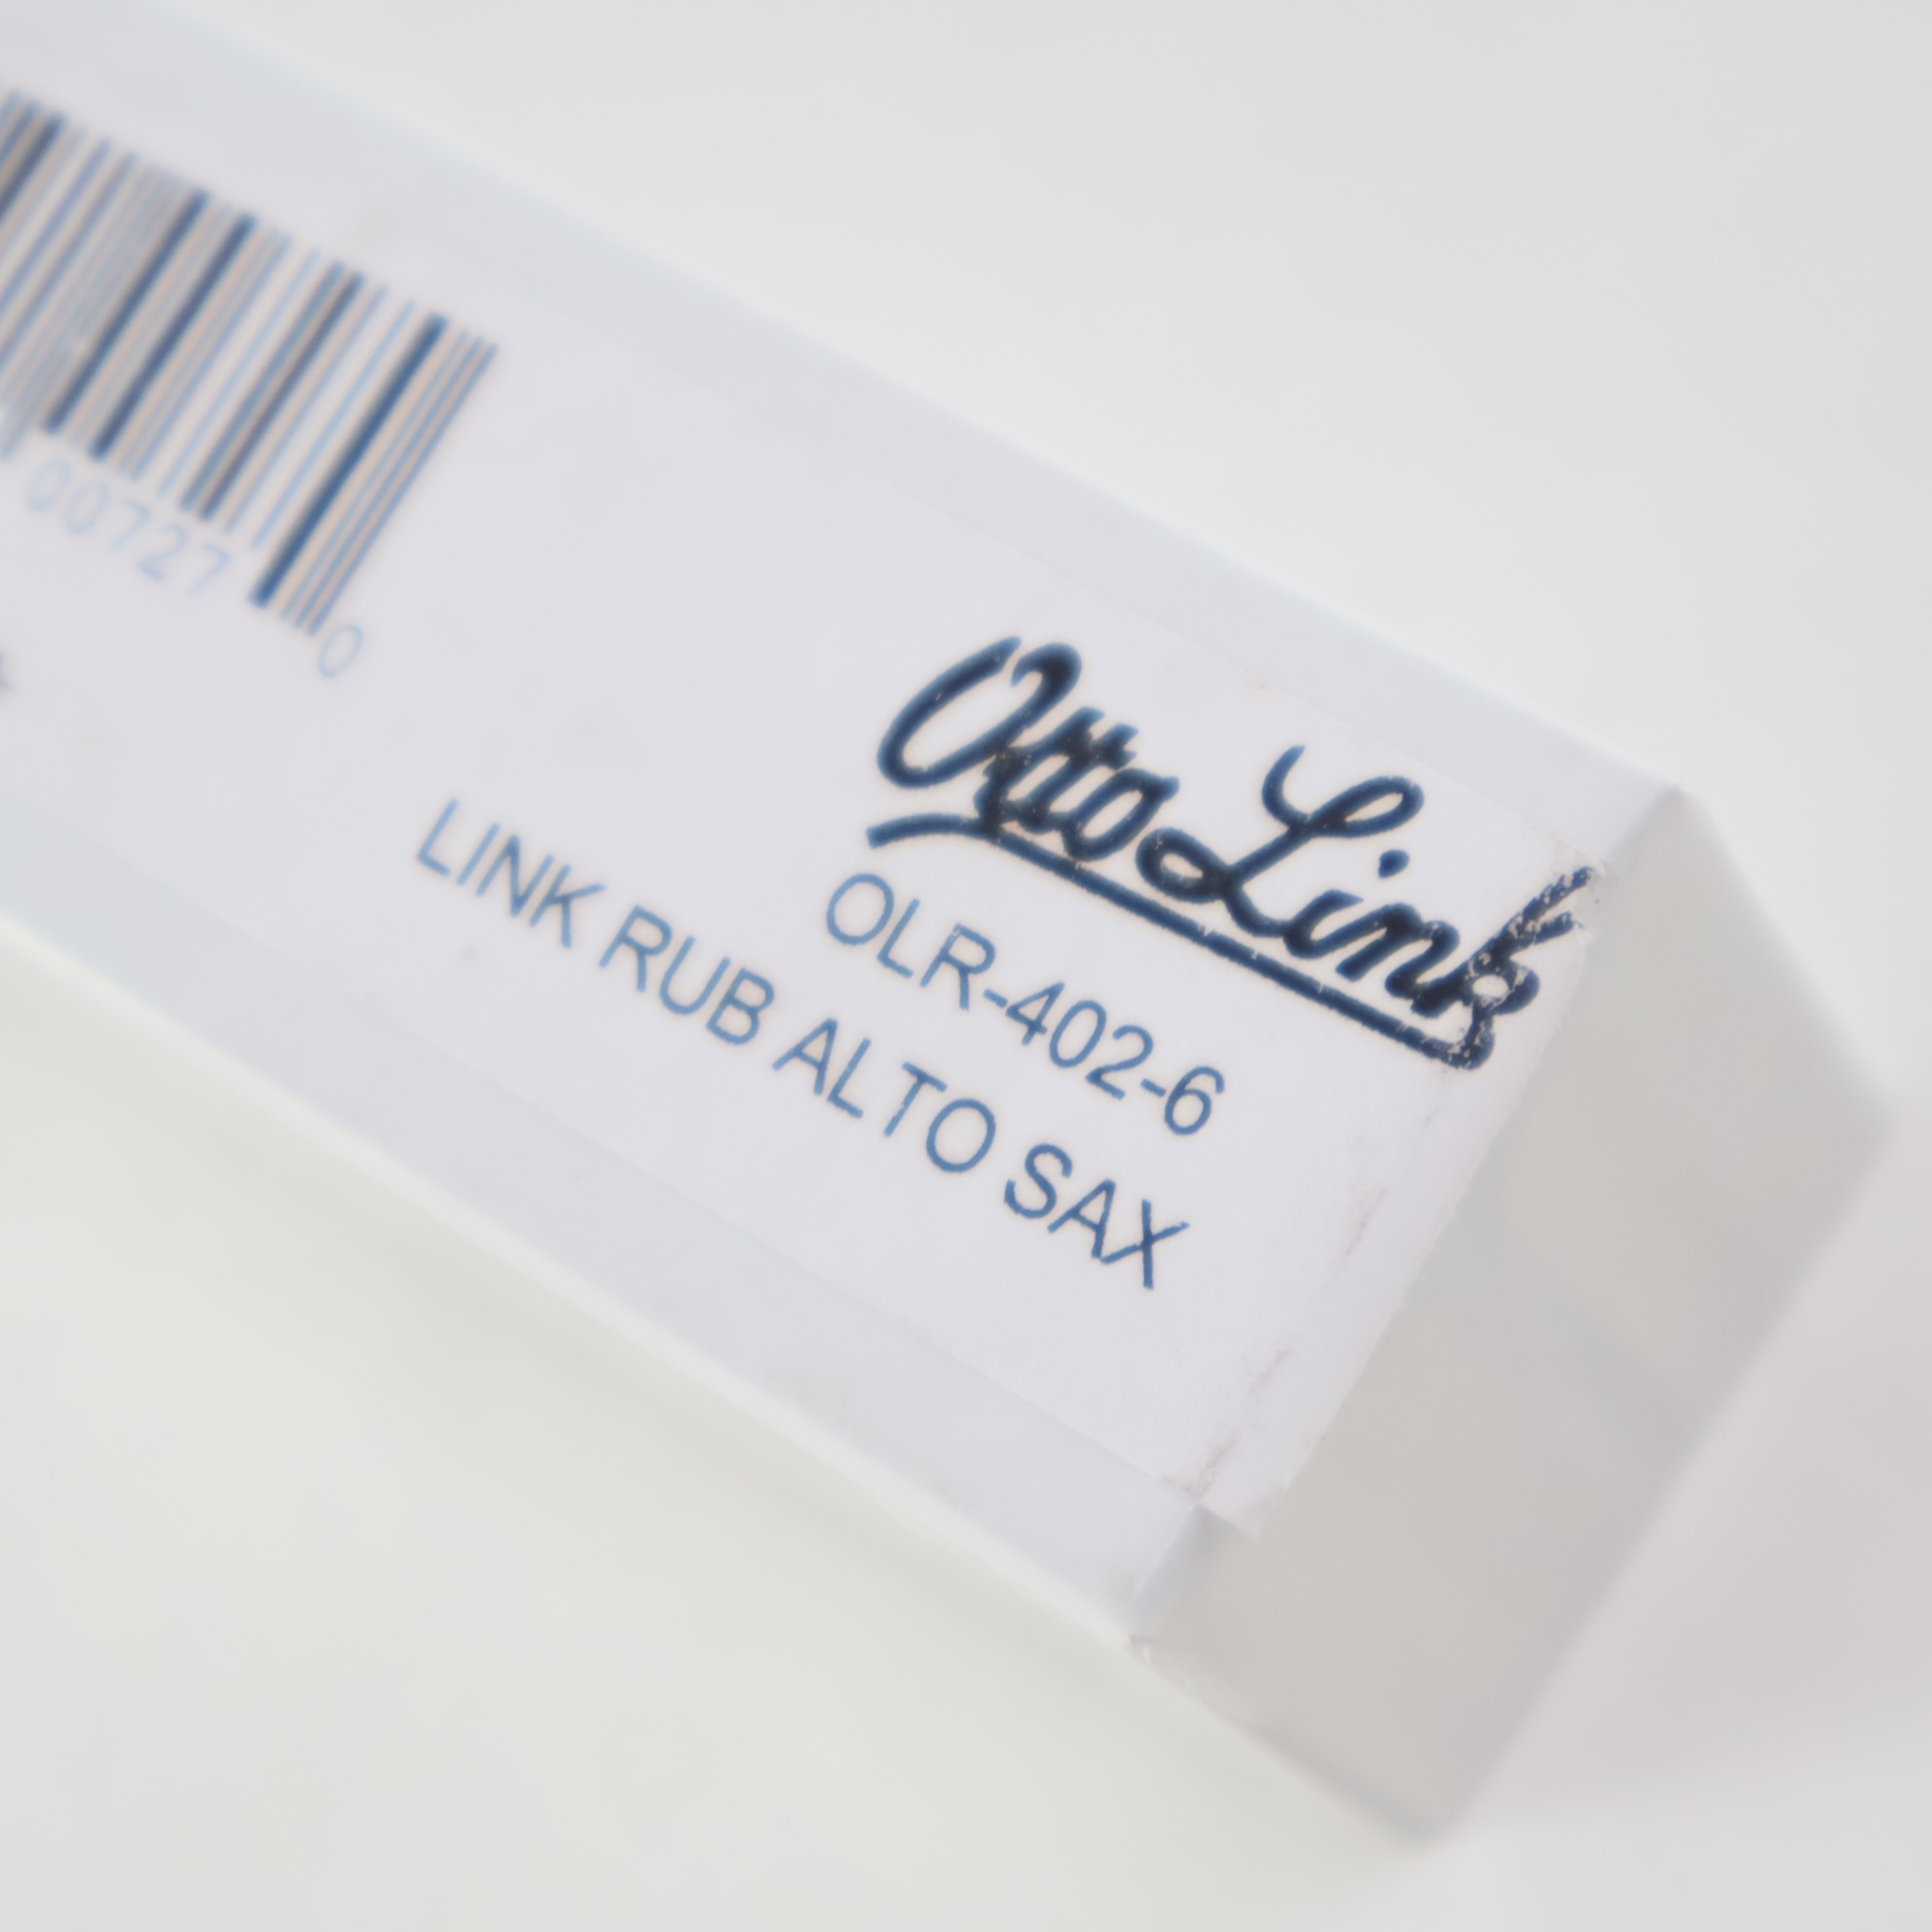 Otto Link
OLR-402-6
LINK RUB ALTO SAX
00727
0